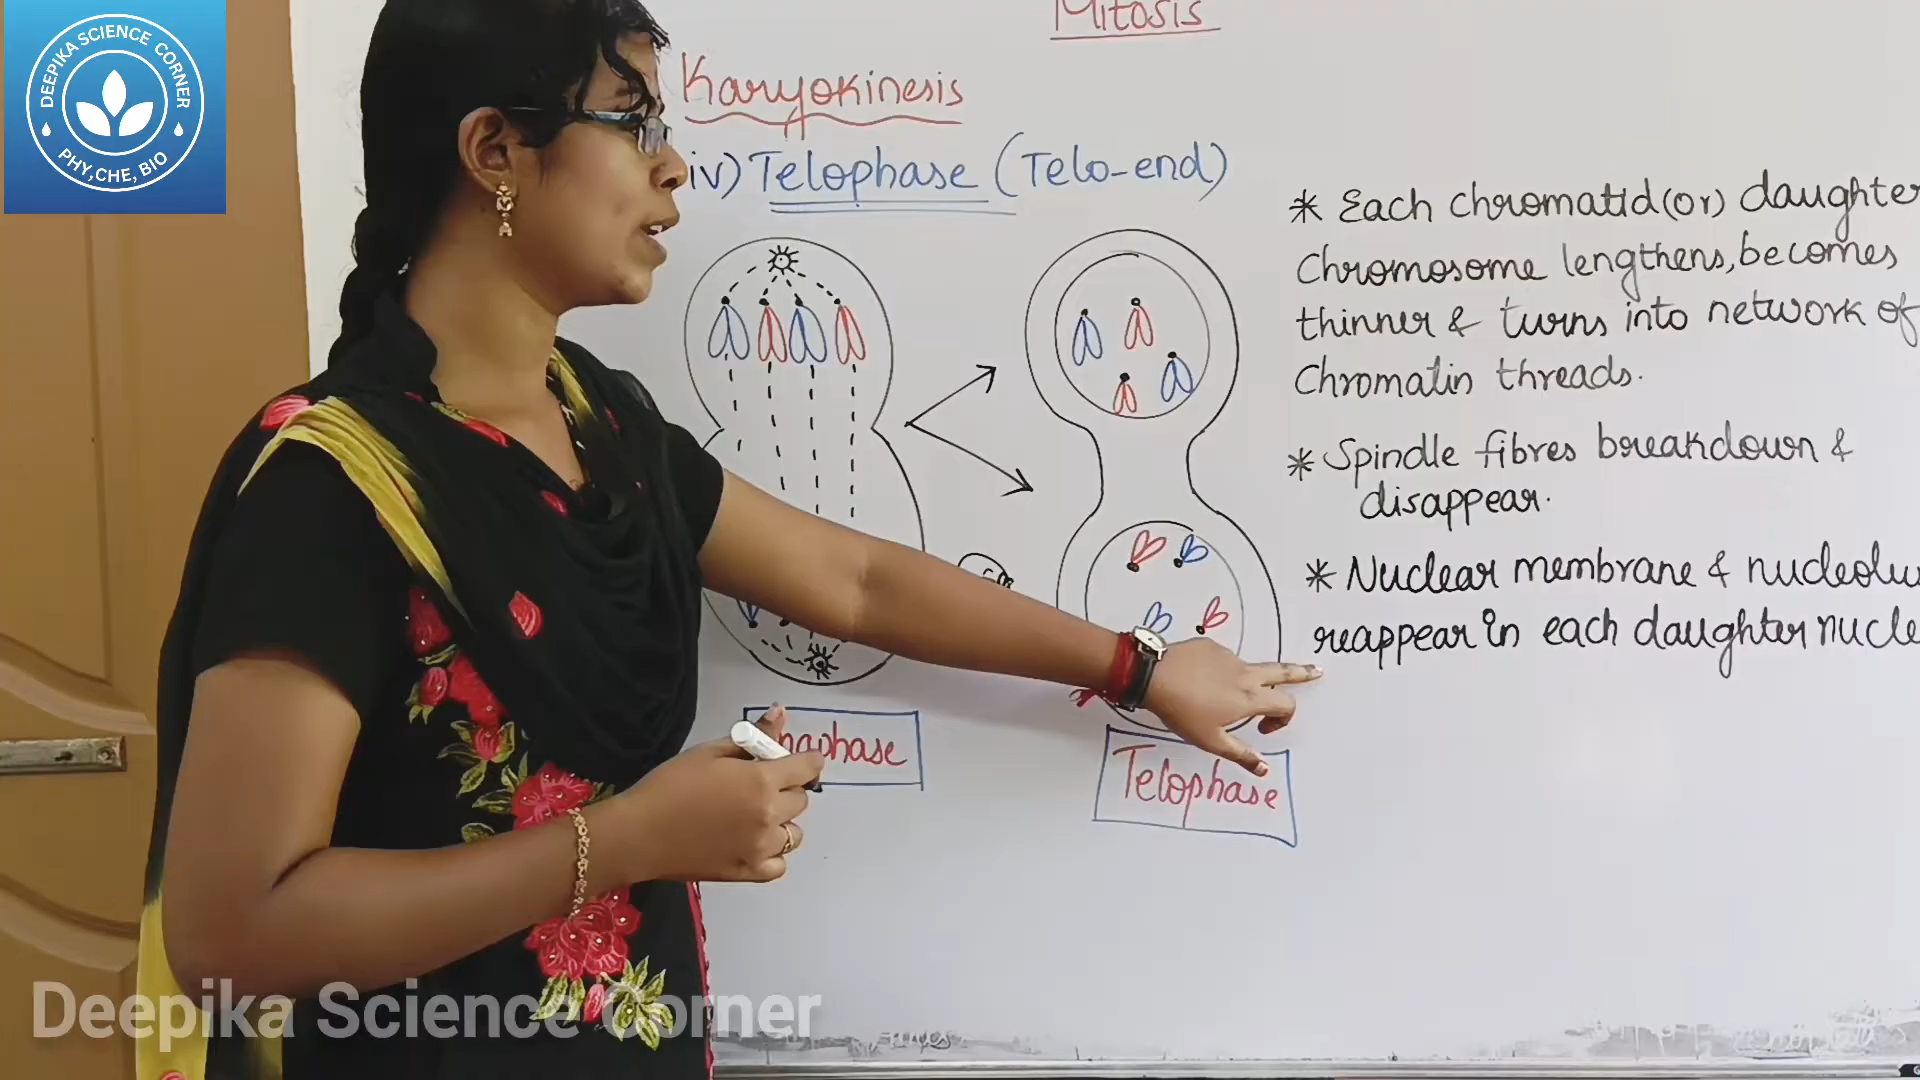 DEEPIKA SCIENCE CORNER
PHY,CHE, BIO
Mitosis
Karyokinesis
iv) Telophase (Telo-end)
* Each chromatid (or) daughter
Chromosome lengthens, becomes
thinner & turns into network of
Chromatin threads.
* Spindle fibres breakdown &
disappear.
* Nuclear membrane & nucleolu
reappear in each daughter nucle
naphase
Telophase
Deepika Science Corner